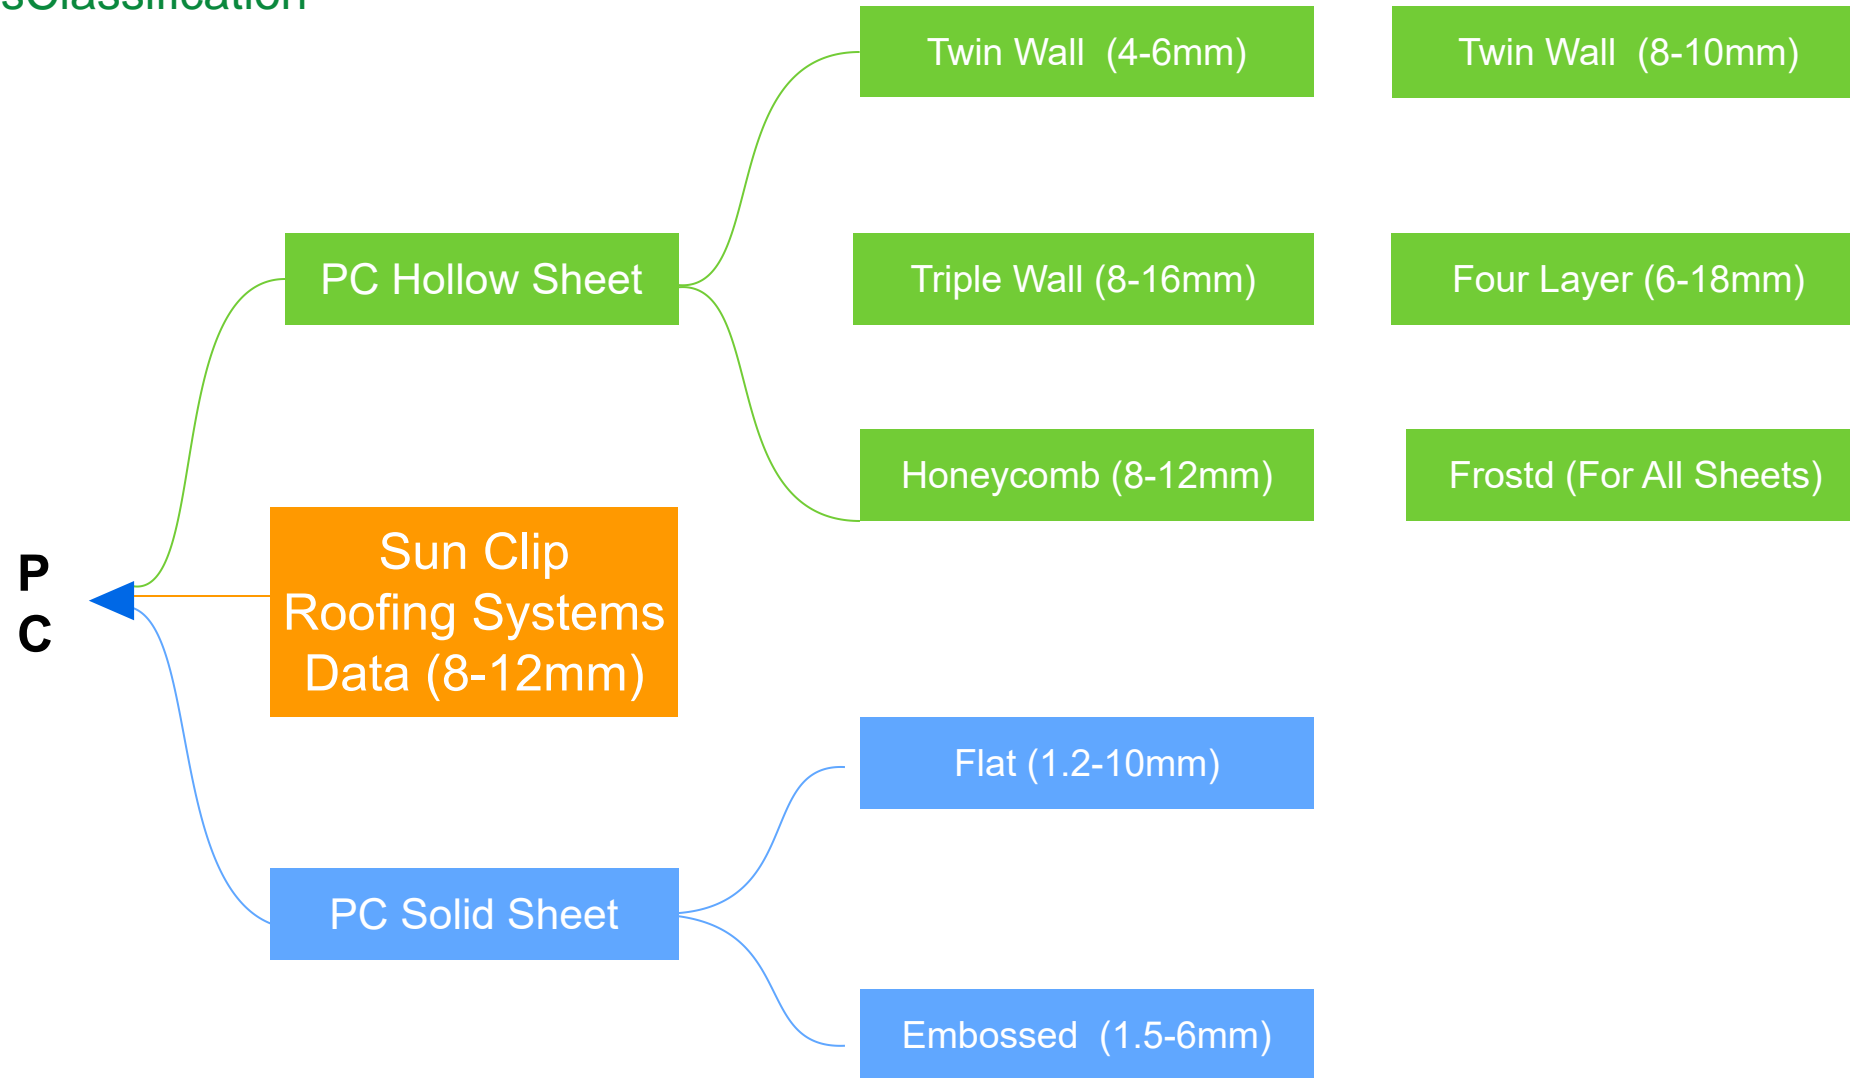 sClassification
Twin Wall  (4-6mm)
Twin Wall  (8-10mm)
PC Hollow Sheet
Triple Wall (8-16mm)
Four Layer (6-18mm)
Honeycomb (8-12mm)
Frostd (For All Sheets)
P
C
Sun Clip
Roofing Systems
Data (8-12mm)
Flat (1.2-10mm)
PC Solid Sheet
Embossed  (1.5-6mm)